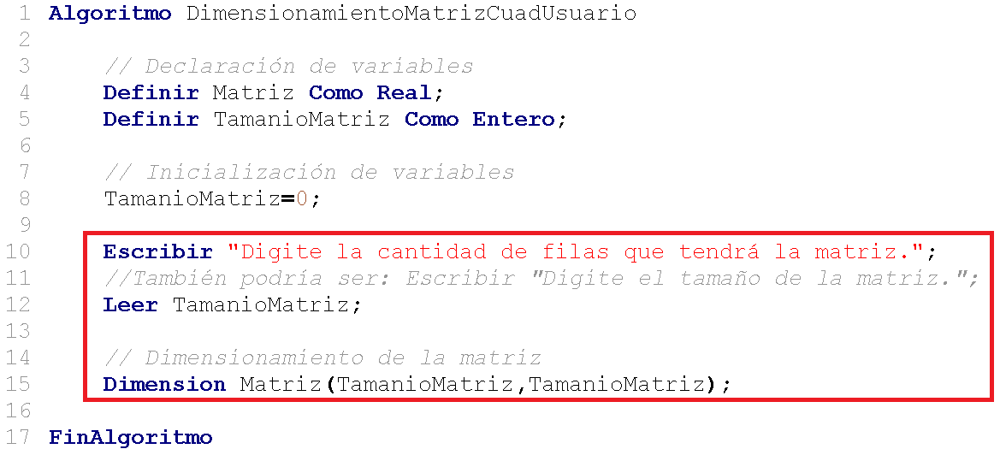 1 Algoritmo DimensionamientoMatrizCuadUsuario
2
3 // Declaración de variables
4 Definir Matriz Como Real;
5 Definir TamanioMatriz Como Entero;
6
7 // Inicialización de variables
8 TamanioMatriz=0;
9
10 Escribir "Digite la cantidad de filas que tendrá la matriz.";
11 //También podría ser: Escribir "Digite el tamaño de la matriz.";
12 Leer TamanioMatriz;
13
14 // Dimensionamiento de la matriz
15 Dimension Matriz(TamanioMatriz,TamanioMatriz);
16
17 FinAlgoritmo